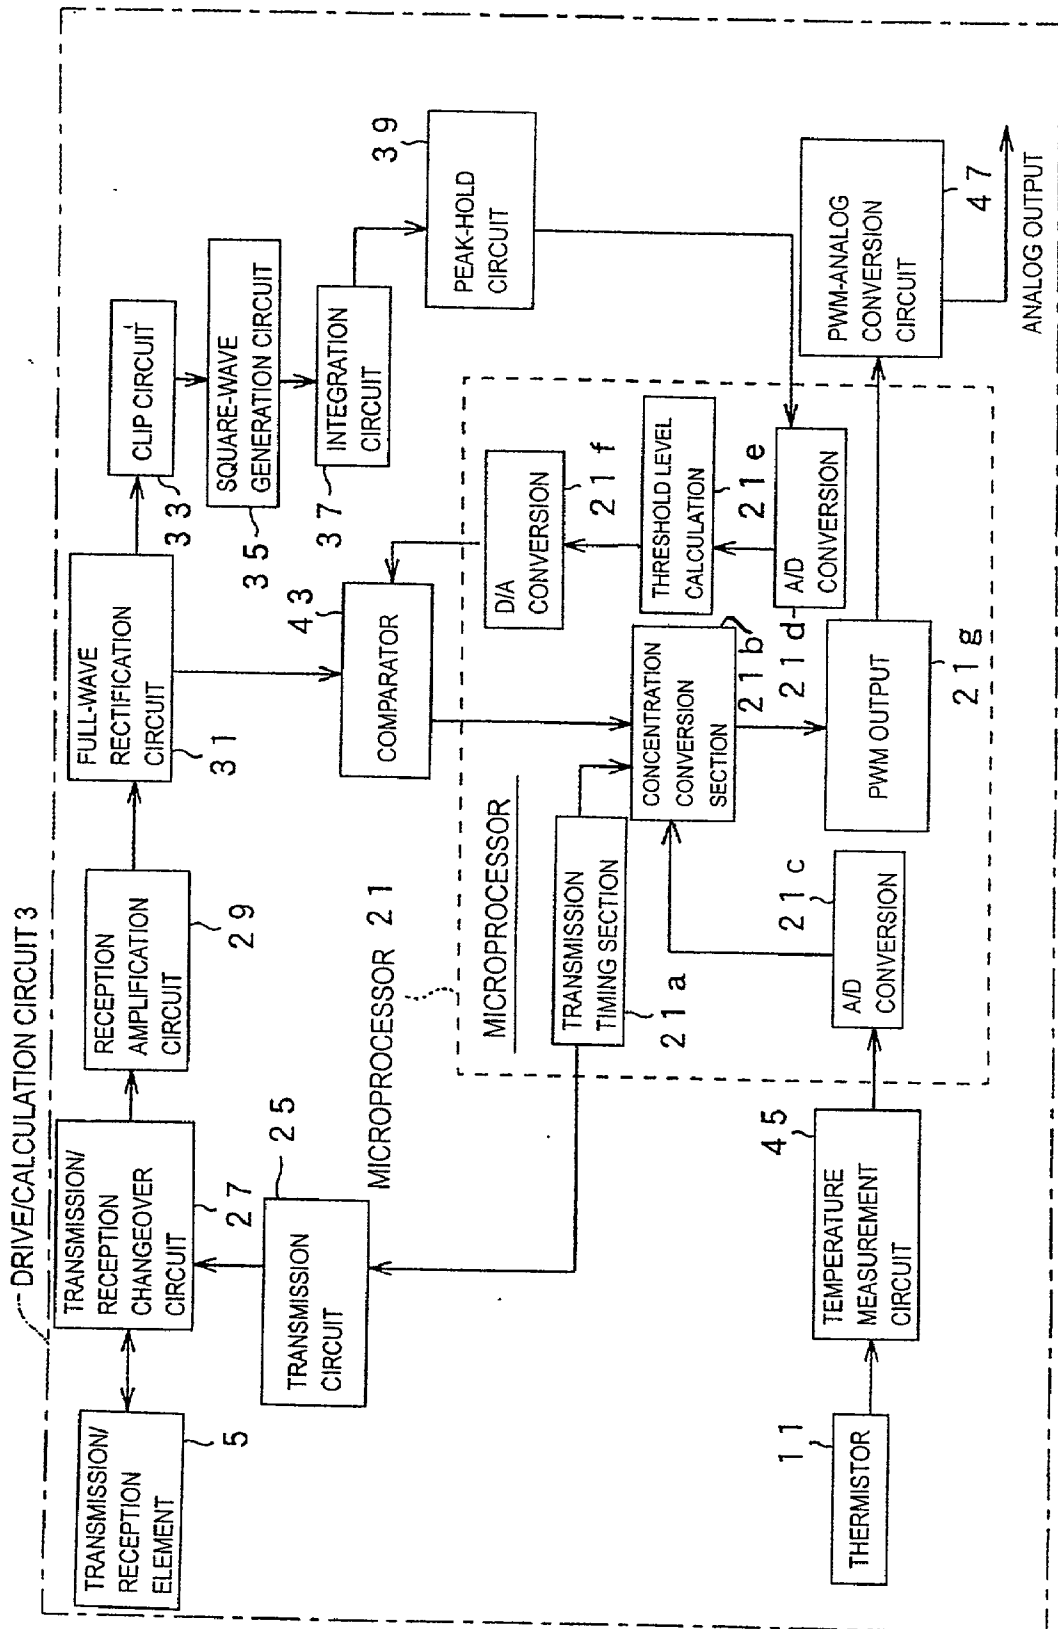 DRIVE/CALCULATION CIRCUIT 3
TRANSMISSION/
RECEPTION
ELEMENT
5
TRANSMISSION/
RECEPTION
CHANGEOVER
CIRCUIT
27
RECEPTION
AMPLIFICATION
CIRCUIT
29
FULL-WAVE
RECTIFICATION
CIRCUIT
31
CLIP CIRCUIT
33
SQUARE-WAVE
GENERATION CIRCUIT
35
INTEGRATION
CIRCUIT
37
PEAK-HOLD
CIRCUIT
39
TRANSMISSION
CIRCUIT
25
COMPARATOR
43
MICROPROCESSOR 21
MICROPROCESSOR
TRANSMISSION
TIMING SECTION
21a
D/A
CONVERSION
21f
THRESHOLD LEVEL
CALCULATION
21e
CONCENTRATION
CONVERSION
SECTION
21b
A/D
CONVERSION
21d
THERMISTOR
11
TEMPERATURE
MEASUREMENT
CIRCUIT
45
A/D
CONVERSION
21c
PWM OUTPUT
21g
PWM-ANALOG
CONVERSION
CIRCUIT
47
ANALOG OUTPUT